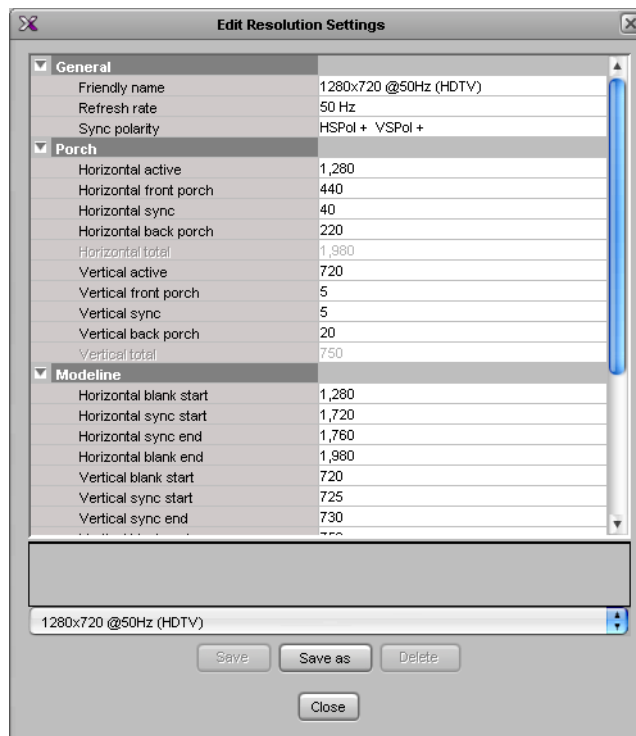 Edit Resolution Settings
General
Friendly name 1280x720 @50Hz (HDTV)
Refresh rate 50 Hz
Sync polarity HSPol + VSPol +
Porch
Horizontal active 1,280
Horizontal front porch 440
Horizontal sync 40
Horizontal back porch 220
Horizontal total 1,980
Vertical active 720
Vertical front porch 5
Vertical sync 5
Vertical back porch 20
Vertical total 750
Modeline
Horizontal blank start 1,280
Horizontal sync start 1,720
Horizontal sync end 1,760
Horizontal blank end 1,980
Vertical blank start 720
Vertical sync start 725
Vertical sync end 730
1280x720 @50Hz (HDTV)
Save Save as Delete
Close